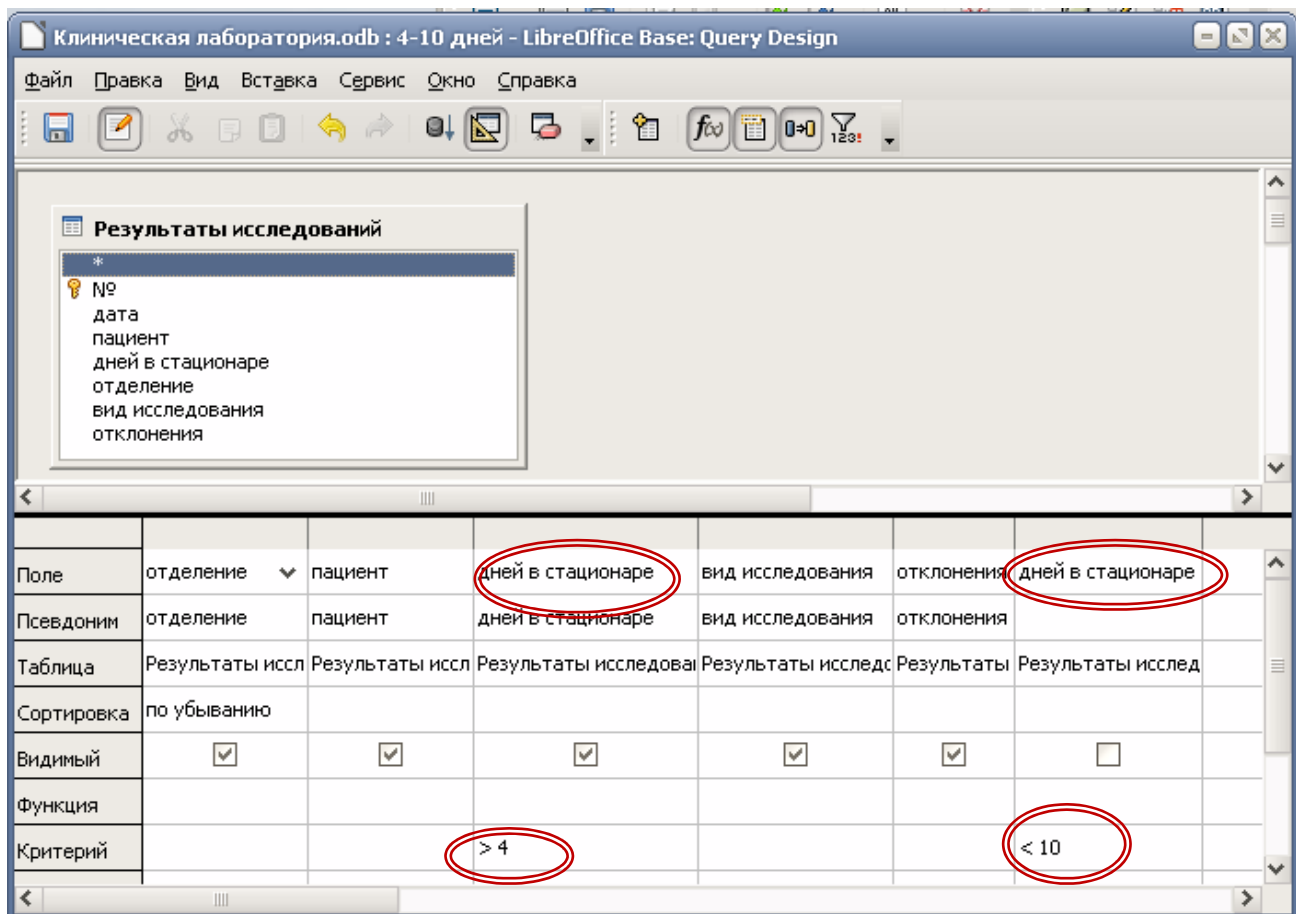 Клиническая лаборатория.odb : 4-10 дней - LibreOffice Base: Query Design
Файл Правка Вид Вставка Сервис Окно Справка
Результаты исследований
*
№
дата
пациент
дней в стационаре
отделение
вид исследования
отклонения
Поле отделение пациент дней в стационаре вид исследования отклонения дней в стационаре
Псевдоним отделение пациент дней в стационаре вид исследования отклонения
Таблица Результаты иссл Результаты иссл Результаты исследова Результаты исследо Результаты Результаты исслед
Сортировка по убыванию
Видимый
Функция
Критерий > 4 < 10